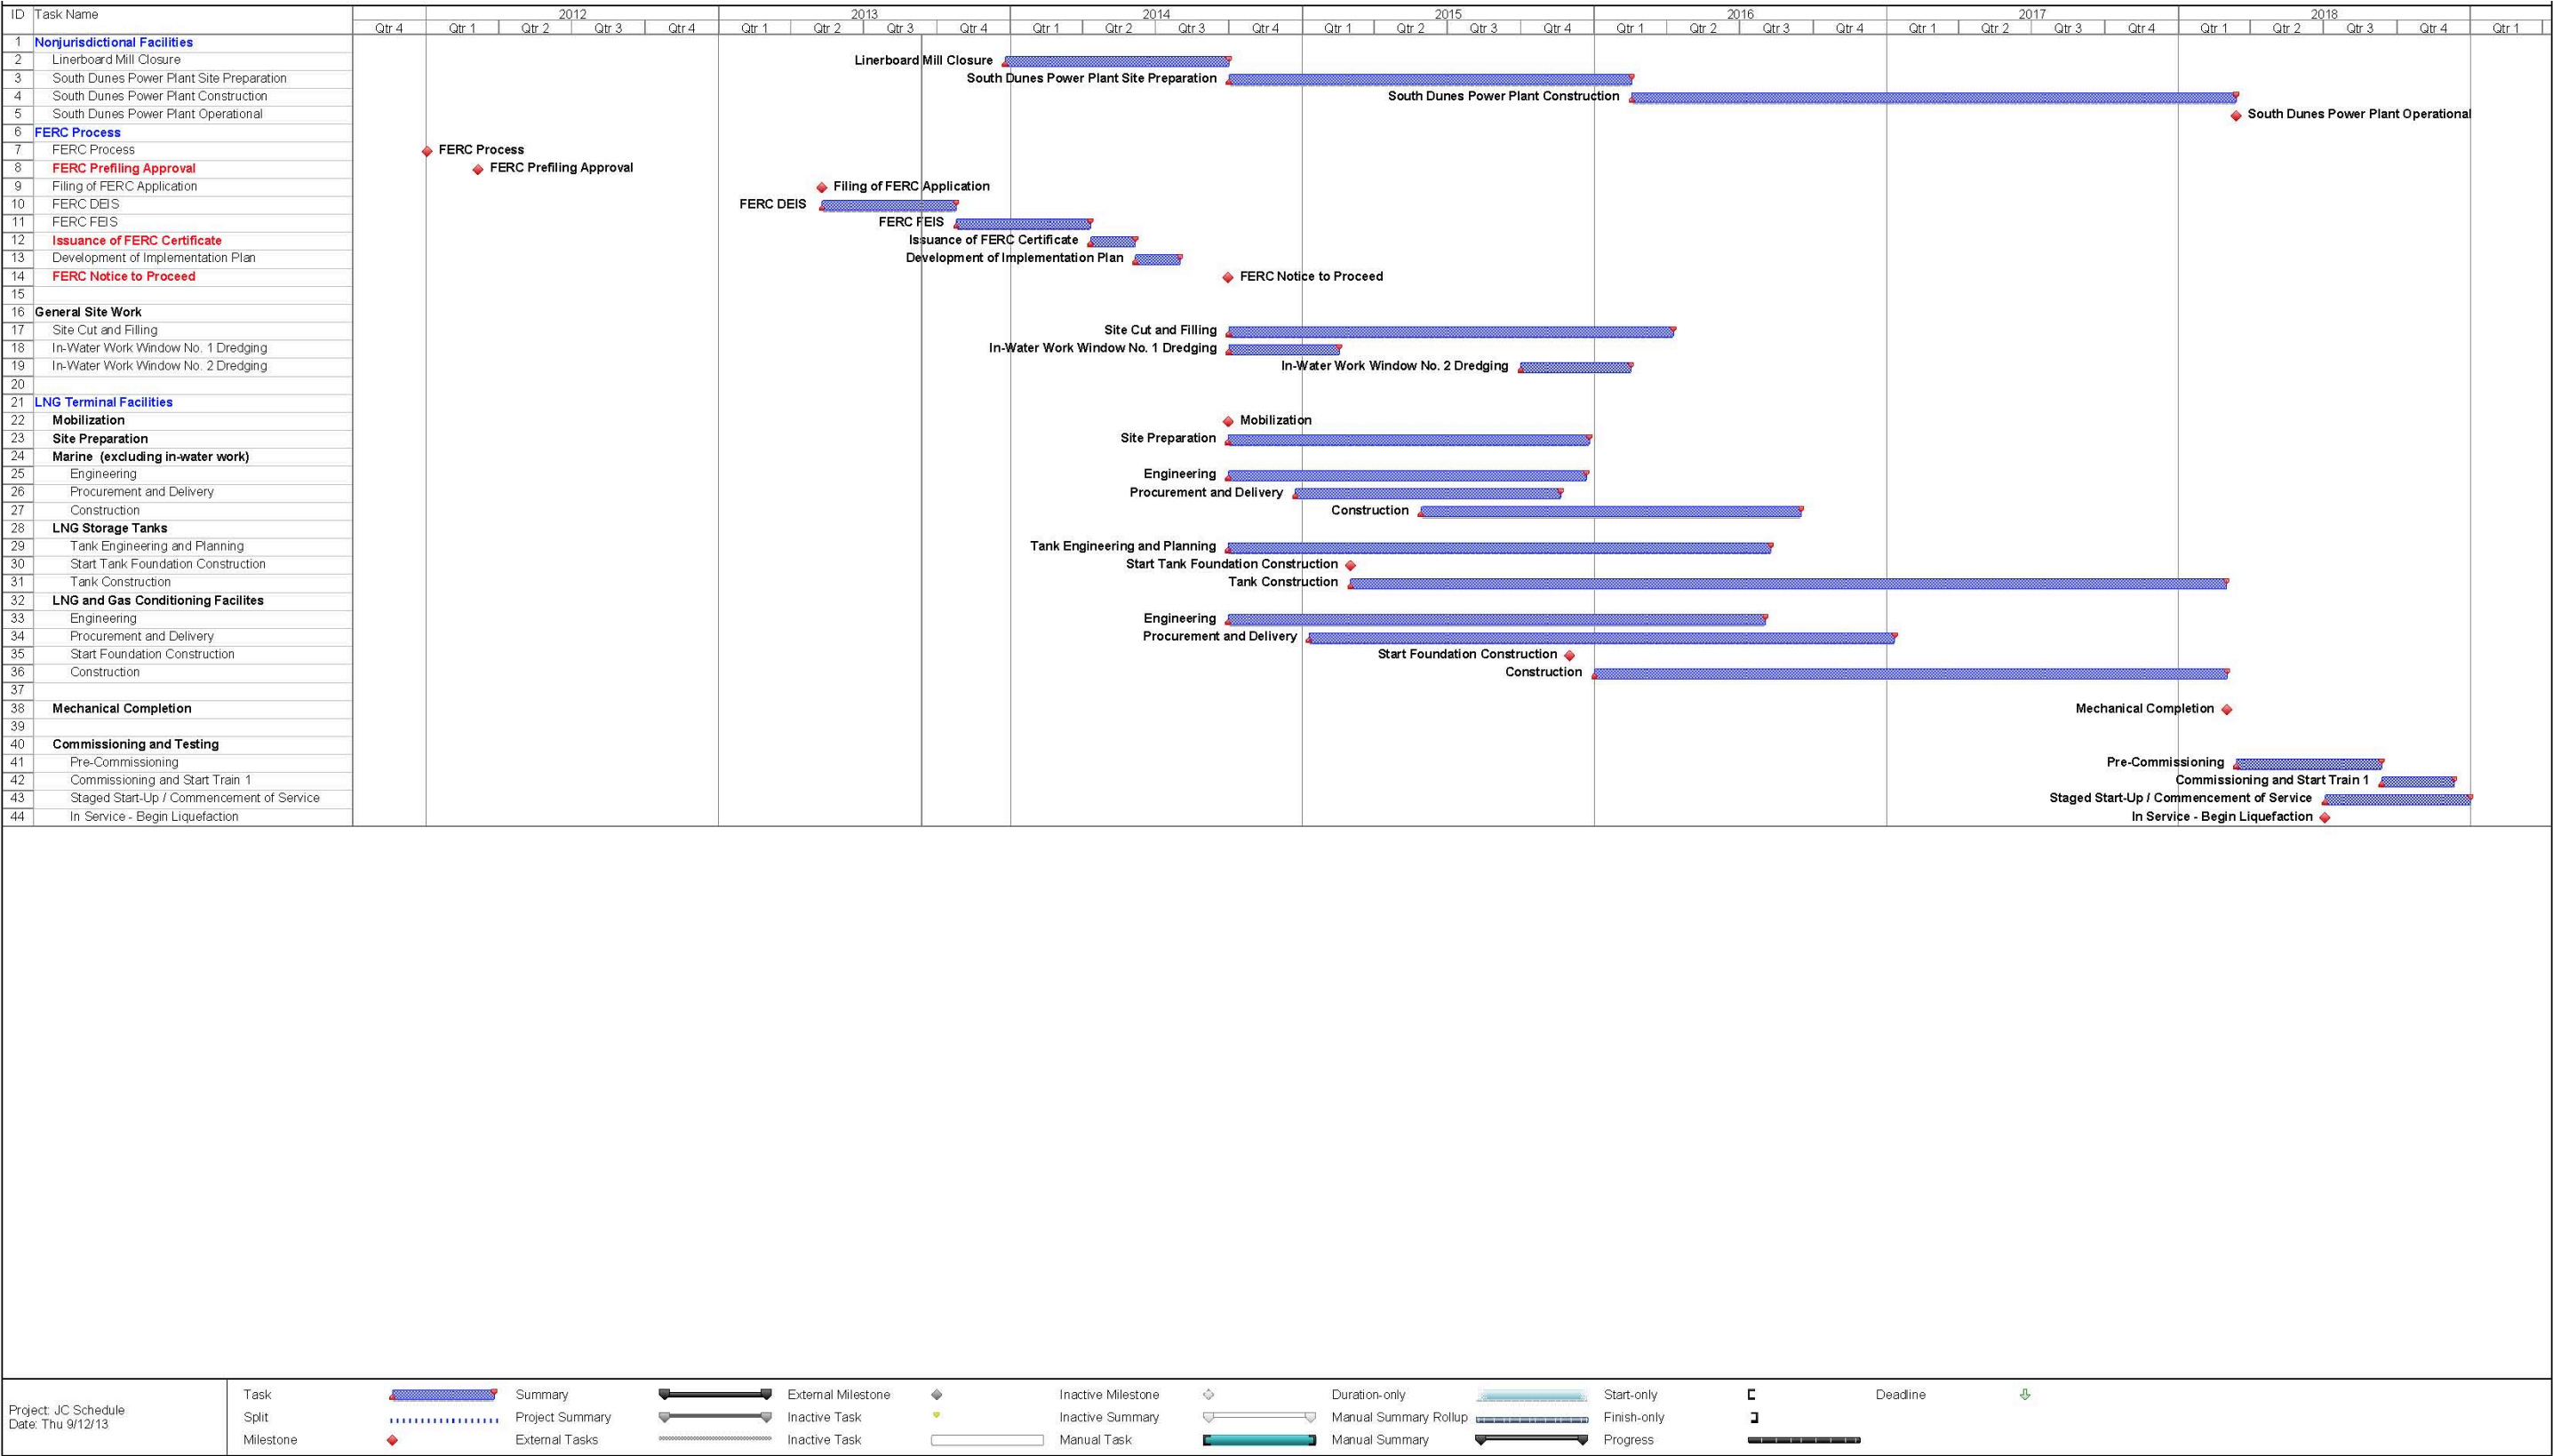 ID Task Name 2012 2013 2014 2015 2016 2017 2018
Qtr 4 Qtr 1 Qtr 2 Qtr 3 Qtr 4 Qtr 1 Qtr 2 Qtr 3 Qtr 4 Qtr 1 Qtr 2 Qtr 3 Qtr 4 Qtr 1 Qtr 2 Qtr 3 Qtr 4 Qtr 1 Qtr 2 Qtr 3 Qtr 4 Qtr 1 Qtr 2 Qtr 3 Qtr 4 Qtr 1 Qtr 2 Qtr 3 Qtr 4 Qtr 1
1 Nonjurisdictional Facilities
2 Linerboard Mill Closure Linerboard Mill Closure
3 South Dunes Power Plant Site Preparation South Dunes Power Plant Site Preparation
4 South Dunes Power Plant Construction South Dunes Power Plant Construction
5 South Dunes Power Plant Operational South Dunes Power Plant Operational
6 FERC Process
7 FERC Process FERC Process
8 FERC Prefiling Approval FERC Prefiling Approval
9 Filing of FERC Application Filing of FERC Application
10 FERC DEIS FERC DEIS
11 FERC FEIS FERC FEIS
12 Issuance of FERC Certificate Issuance of FERC Certificate
13 Development of Implementation Plan Development of Implementation Plan
14 FERC Notice to Proceed FERC Notice to Proceed
15
16 General Site Work
17 Site Cut and Filling Site Cut and Filling
18 In-Water Work Window No. 1 Dredging In-Water Work Window No. 1 Dredging
19 In-Water Work Window No. 2 Dredging In-Water Work Window No. 2 Dredging
20
21 LNG Terminal Facilities
22 Mobilization Mobilization
23 Site Preparation Site Preparation
24 Marine (excluding in-water work)
25 Engineering Engineering
26 Procurement and Delivery Procurement and Delivery
27 Construction Construction
28 LNG Storage Tanks
29 Tank Engineering and Planning Tank Engineering and Planning
30 Start Tank Foundation Construction Start Tank Foundation Construction
31 Tank Construction Tank Construction
32 LNG and Gas Conditioning Facilites
33 Engineering Engineering
34 Procurement and Delivery Procurement and Delivery
35 Start Foundation Construction Start Foundation Construction
36 Construction Construction
37
38 Mechanical Completion Mechanical Completion
39
40 Commissioning and Testing
41 Pre-Commissioning Pre-Commissioning
42 Commissioning and Start Train 1 Commissioning and Start Train 1
43 Staged Start-Up / Commencement of Service Staged Start-Up / Commencement of Service
44 In Service - Begin Liquefaction In Service - Begin Liquefaction
Project: JC Schedule
Date: Thu 9/12/13
Task Summary External Milestone Inactive Milestone Duration-only Start-only Deadline
Split Project Summary Inactive Task Inactive Summary Manual Summary Rollup Finish-only
Milestone External Tasks Inactive Task Manual Task Manual Summary Progress